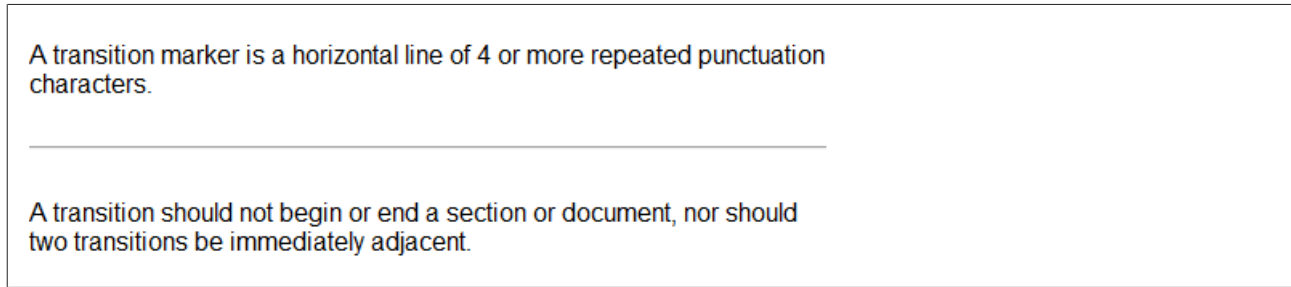 A transition marker is a horizontal line of 4 or more repeated punctuation
characters.
A transition should not begin or end a section or document, nor should
two transitions be immediately adjacent.